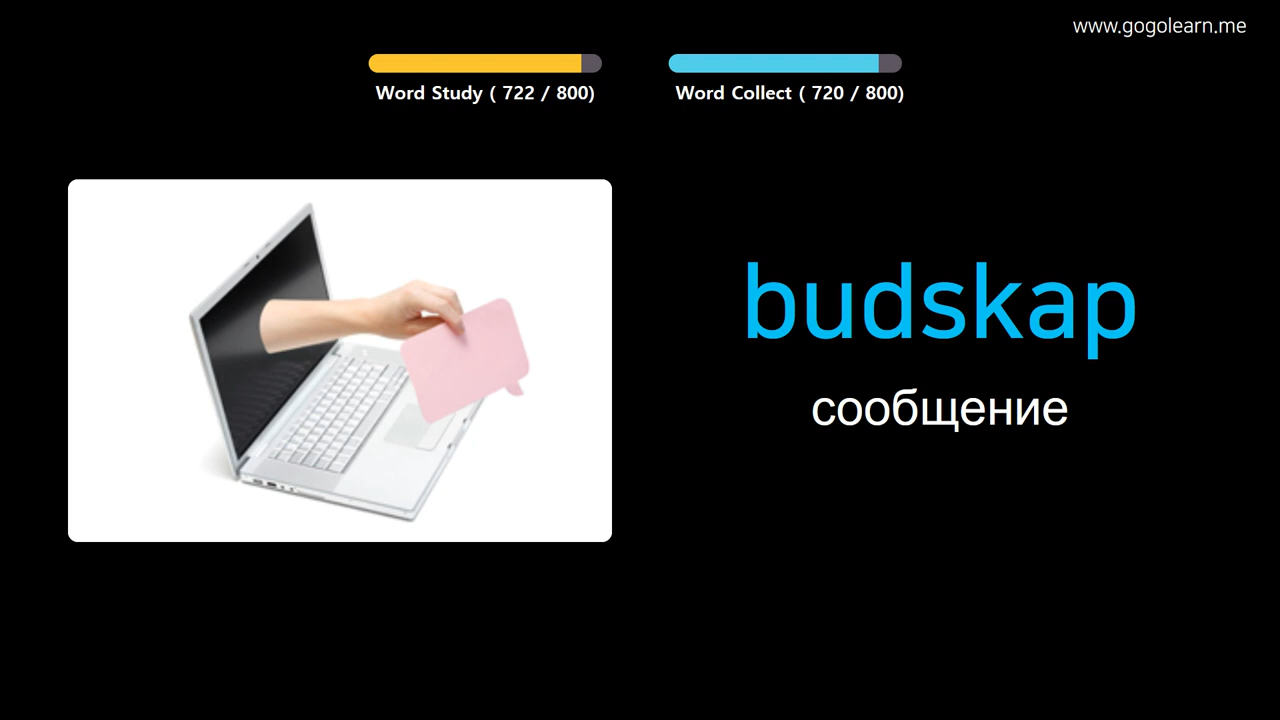 www.gogolearn.me
Word Study ( 722 / 800)
Word Collect ( 720 / 800)
budskap
сообщение